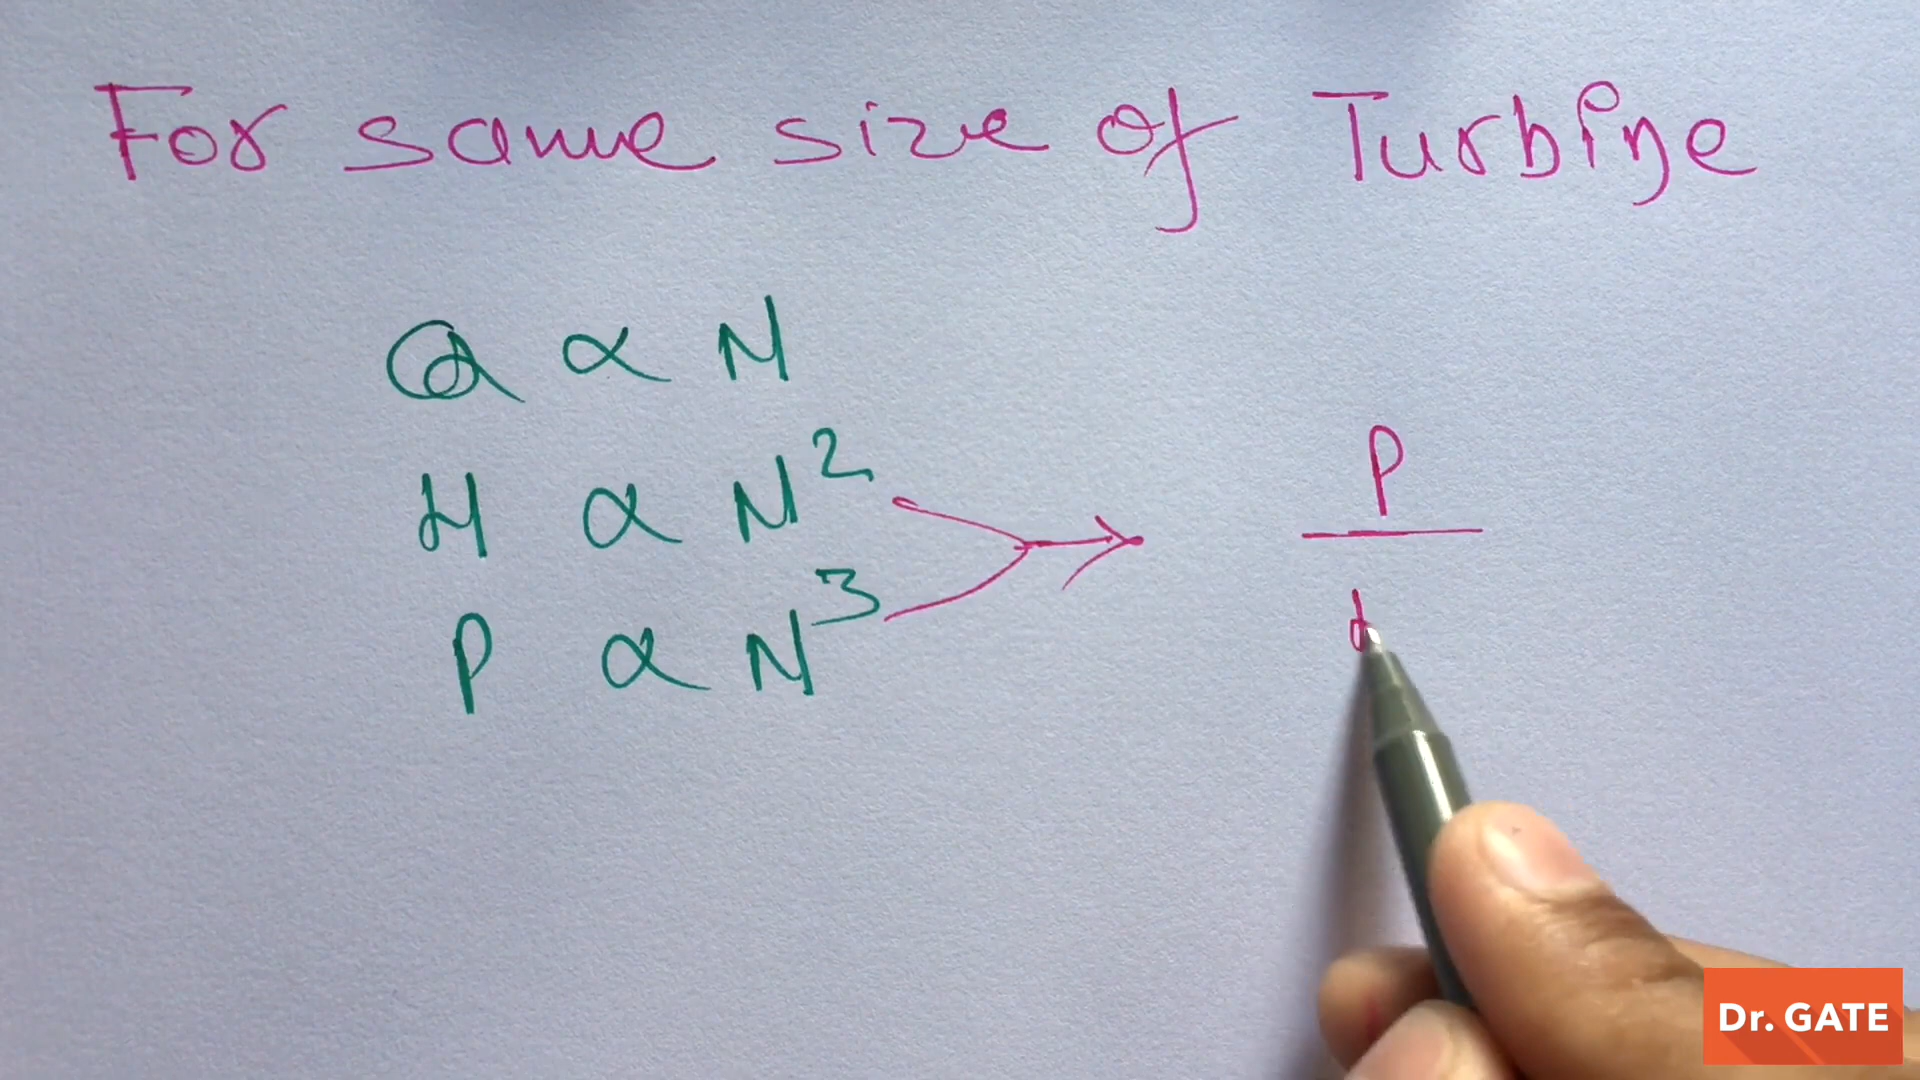 For same size of Turbine
Q ∝ N
H ∝ N²
P ∝ N³
P
Dr. GATE